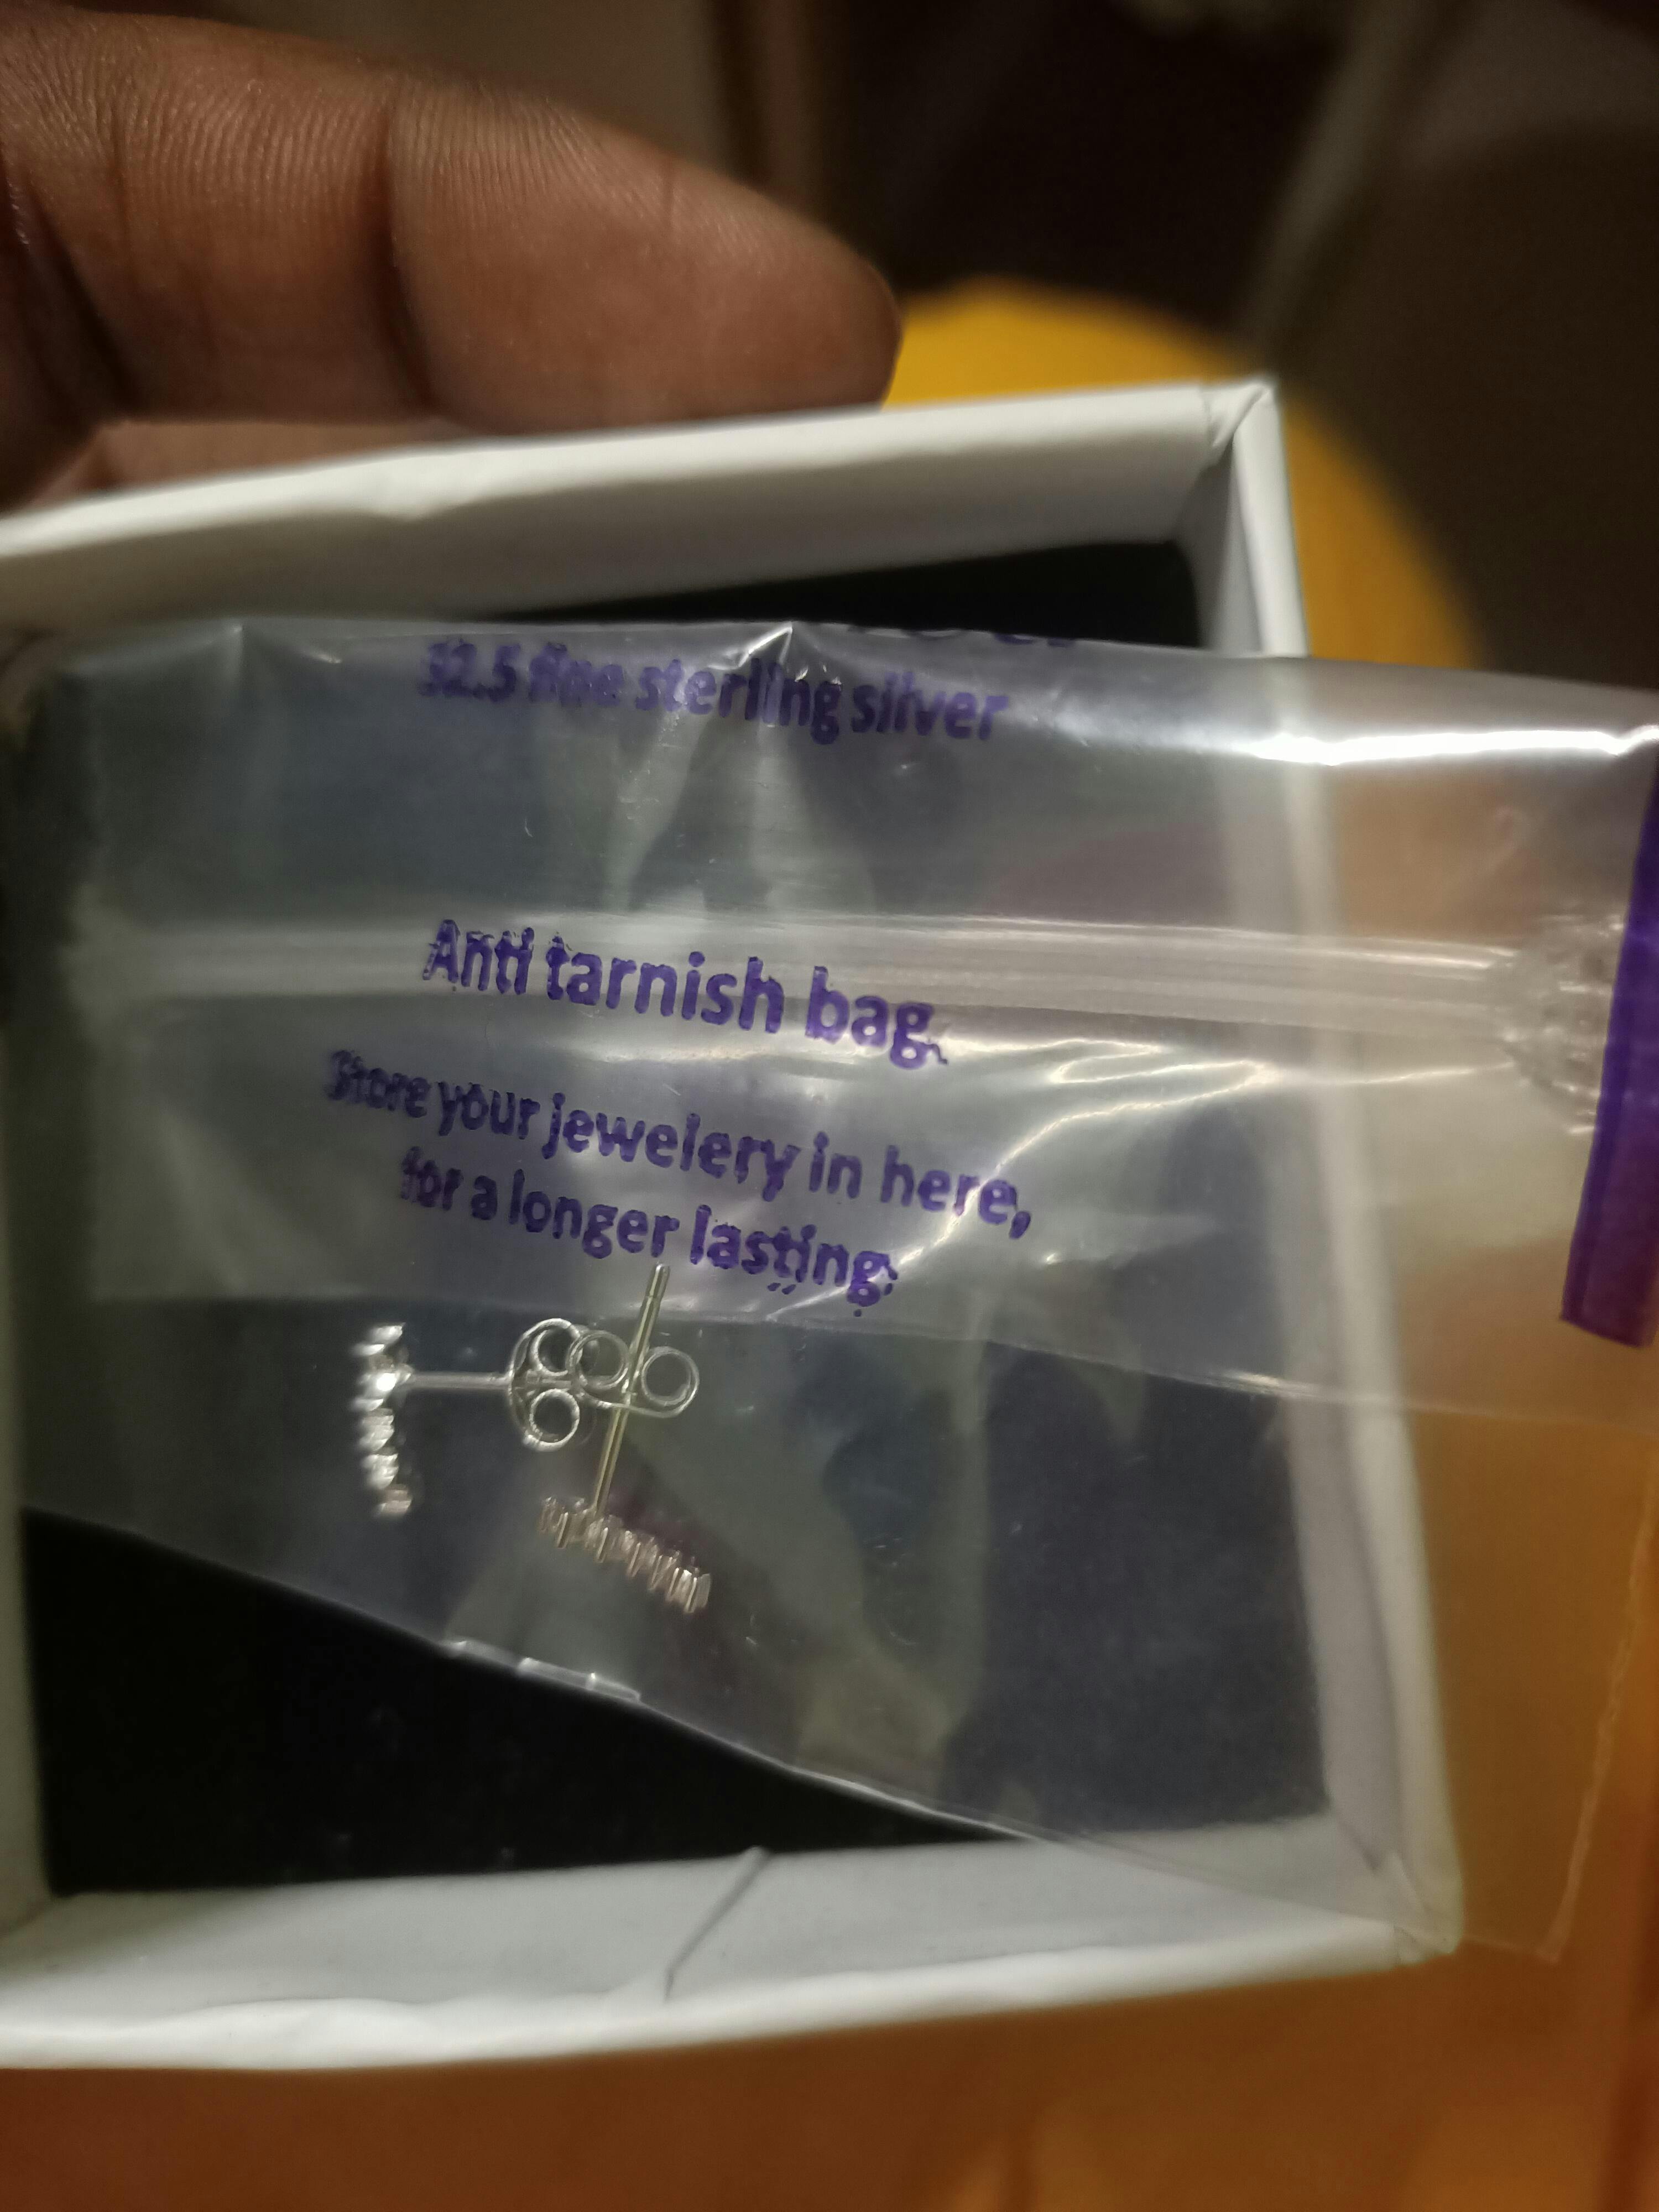 92.5 fine sterling silver
Anti tarnish bag.
Store your jewelery in here,
for a longer lasting.